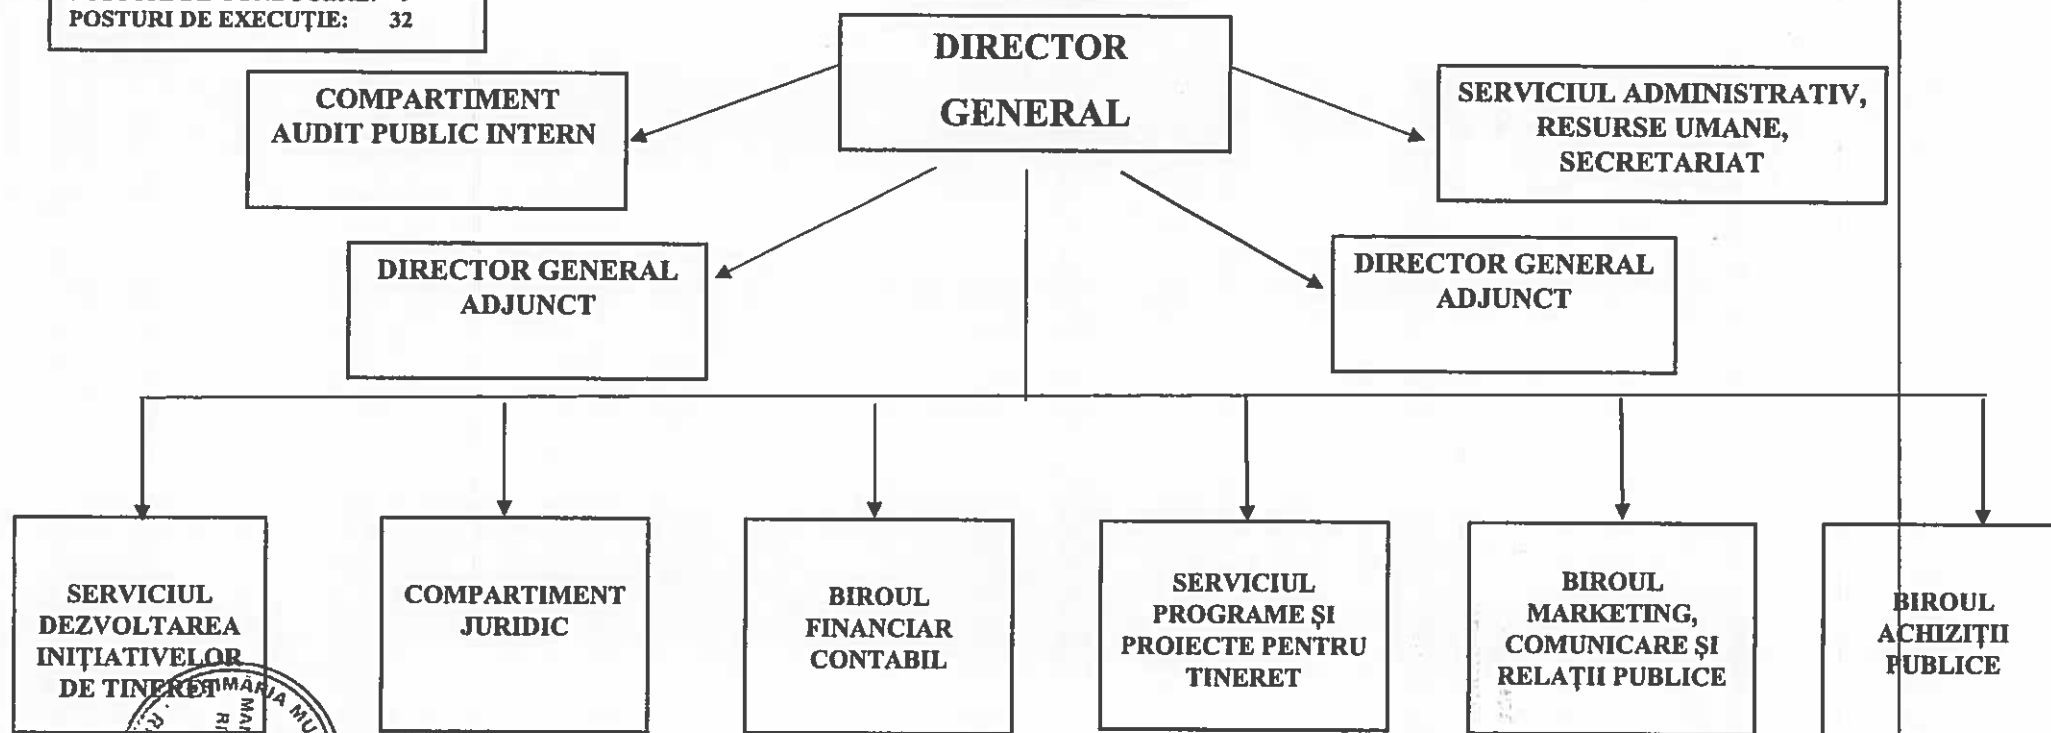 POSTURI DE EXECUȚIE: 32
DIRECTOR
GENERAL
COMPARTIMENT
AUDIT PUBLIC INTERN
SERVICIUL ADMINISTRATIV,
RESURSE UMANE,
SECRETARIAT
DIRECTOR GENERAL
ADJUNCT
DIRECTOR GENERAL
ADJUNCT
SERVICIUL
DEZVOLTAREA
INIȚIATIVELOR
DE TINERET
COMPARTIMENT
JURIDIC
BIROUL
FINANCIAR
CONTABIL
SERVICIUL
PROGRAME ȘI
PROIECTE PENTRU
TINERET
BIROUL
MARKETING,
COMUNICARE ȘI
RELAȚII PUBLICE
BIROUL
ACHIZIȚII
PUBLICE